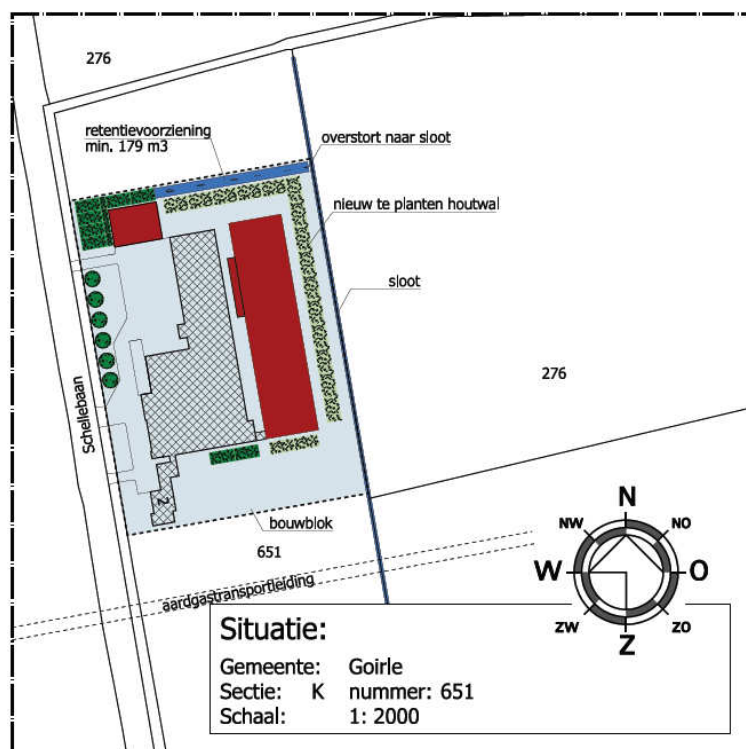 276
retentievoorziening
min. 179 m3
overstort naar sloot
nieuw te planten houtwal
sloot
276
Schellebaan
2
bouwblok
651
aardgastransportleiding
N
NW
NO
W
O
ZW
ZO
Z
Situatie:
Gemeente: Goirle
Sectie: K nummer: 651
Schaal: 1: 2000